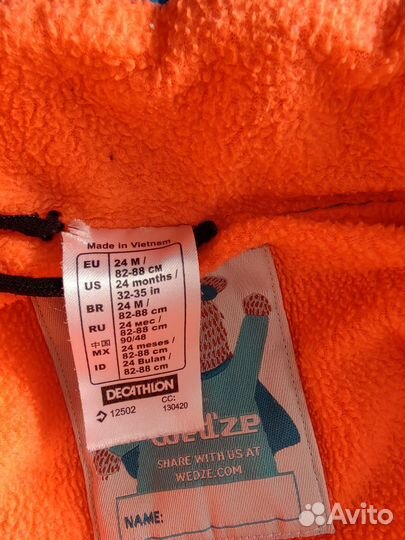 Made in Vietnam
EU 24 M / 82-88 CM
US 24 months / 32-35 in
BR 24 M / 82-88 CM
RU 24 мес / 82-88 CM
中国 90/48
MX 24 meses / 82-88 CM
ID 24 Bulan / 82-88 CM
DECATHLON
12502 CC: 130420
WEDZE
SHARE WITH US AT
WEDZE.COM
NAME:
Avito